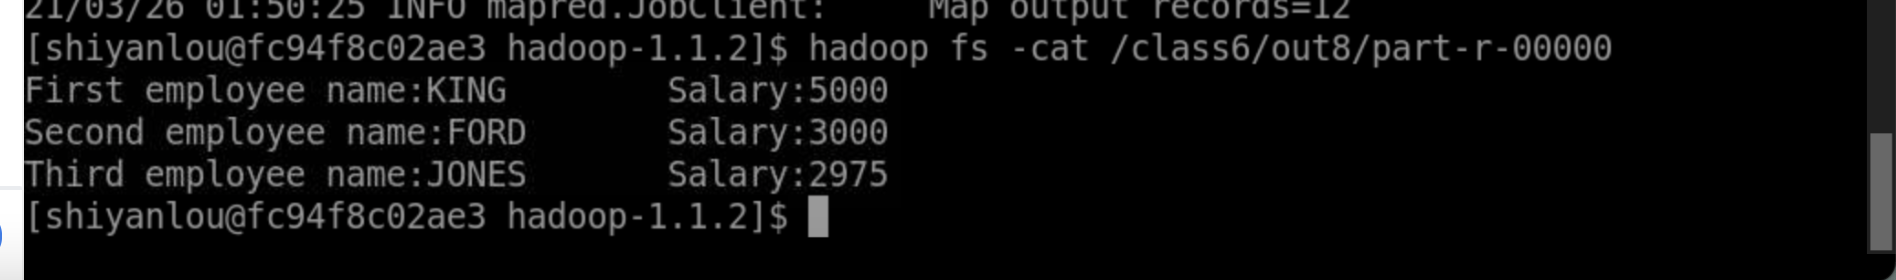 21/03/26 01:50:25 INFO mapred.JobClient:     Map output records=12
[shiyanlou@fc94f8c02ae3 hadoop-1.1.2]$ hadoop fs -cat /class6/out8/part-r-00000
First employee name:KING        Salary:5000
Second employee name:FORD       Salary:3000
Third employee name:JONES       Salary:2975
[shiyanlou@fc94f8c02ae3 hadoop-1.1.2]$